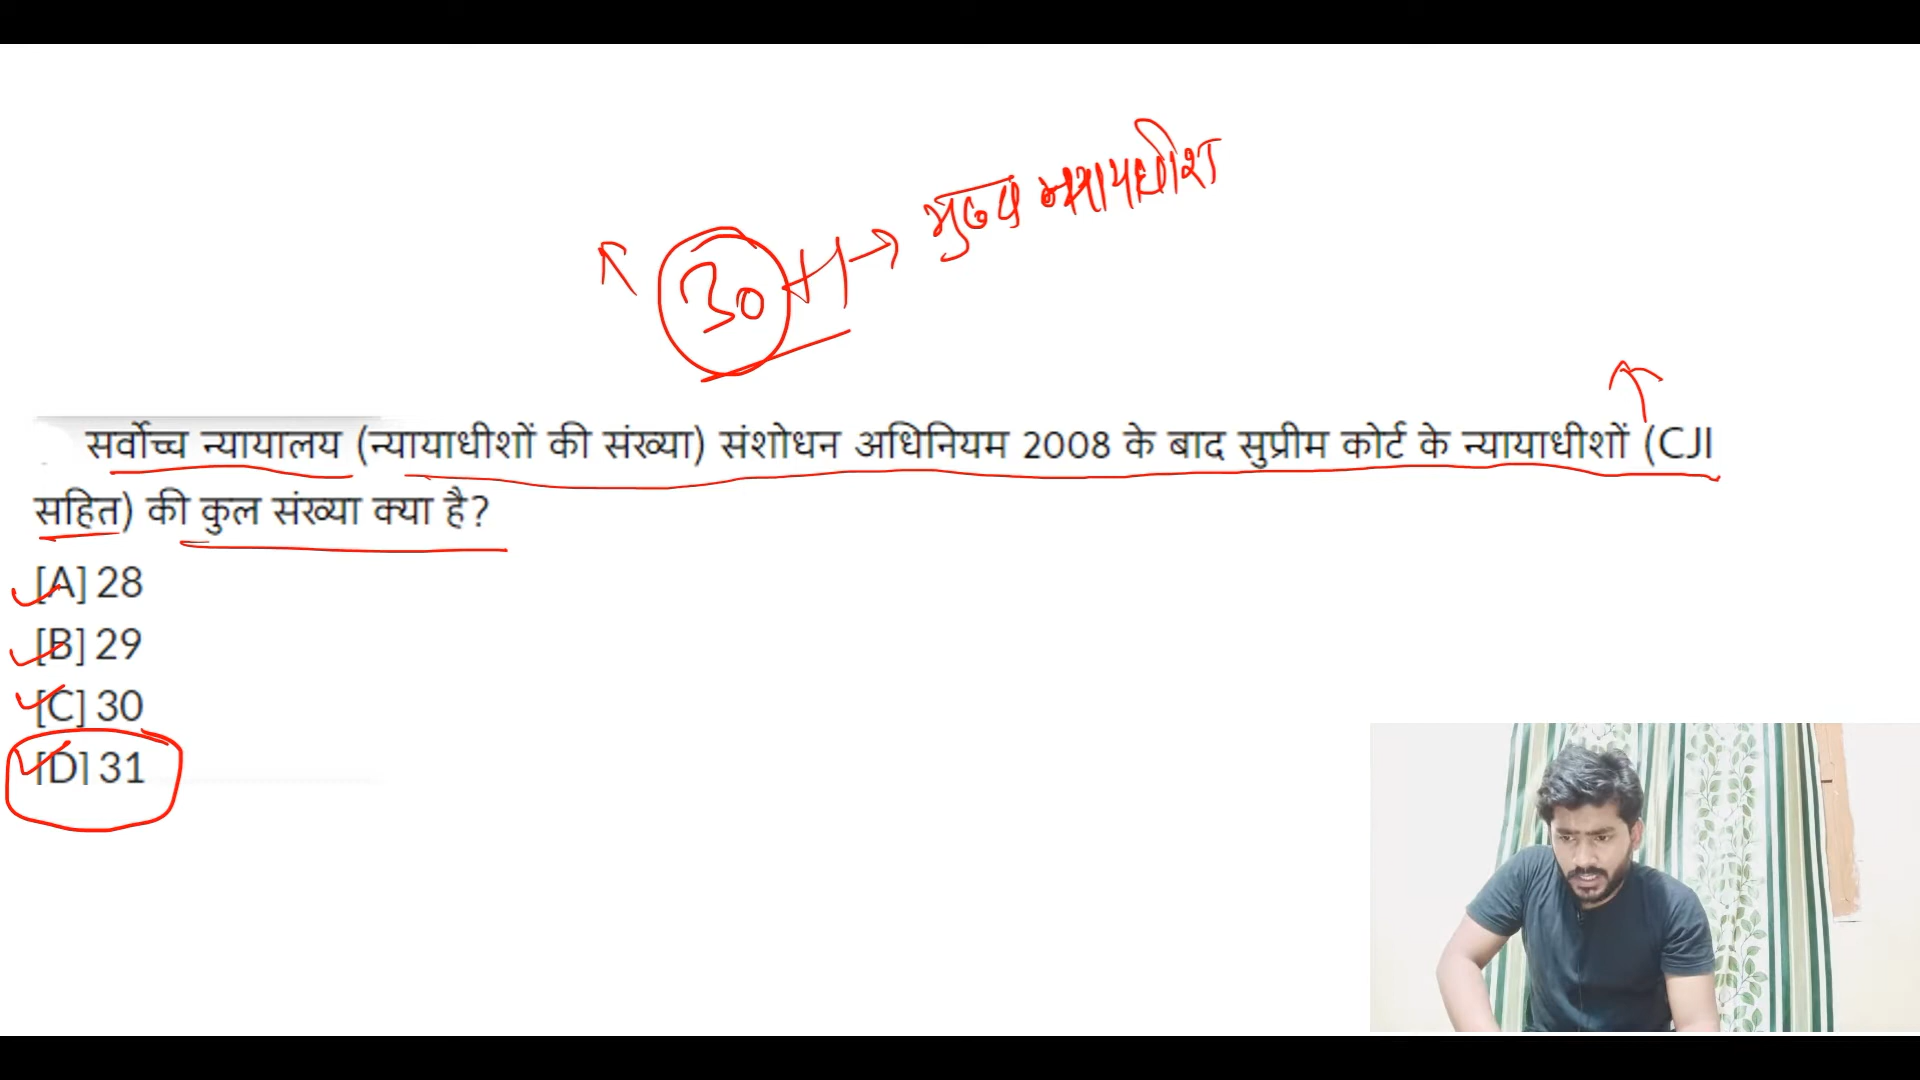 30 + 1 → मुख्य न्यायधीश
सर्वोच्च न्यायालय (न्यायाधीशों की संख्या) संशोधन अधिनियम 2008 के बाद सुप्रीम कोर्ट के न्यायाधीशों (CJI
सहित) की कुल संख्या क्या है?
[A] 28
[B] 29
[C] 30
[D] 31